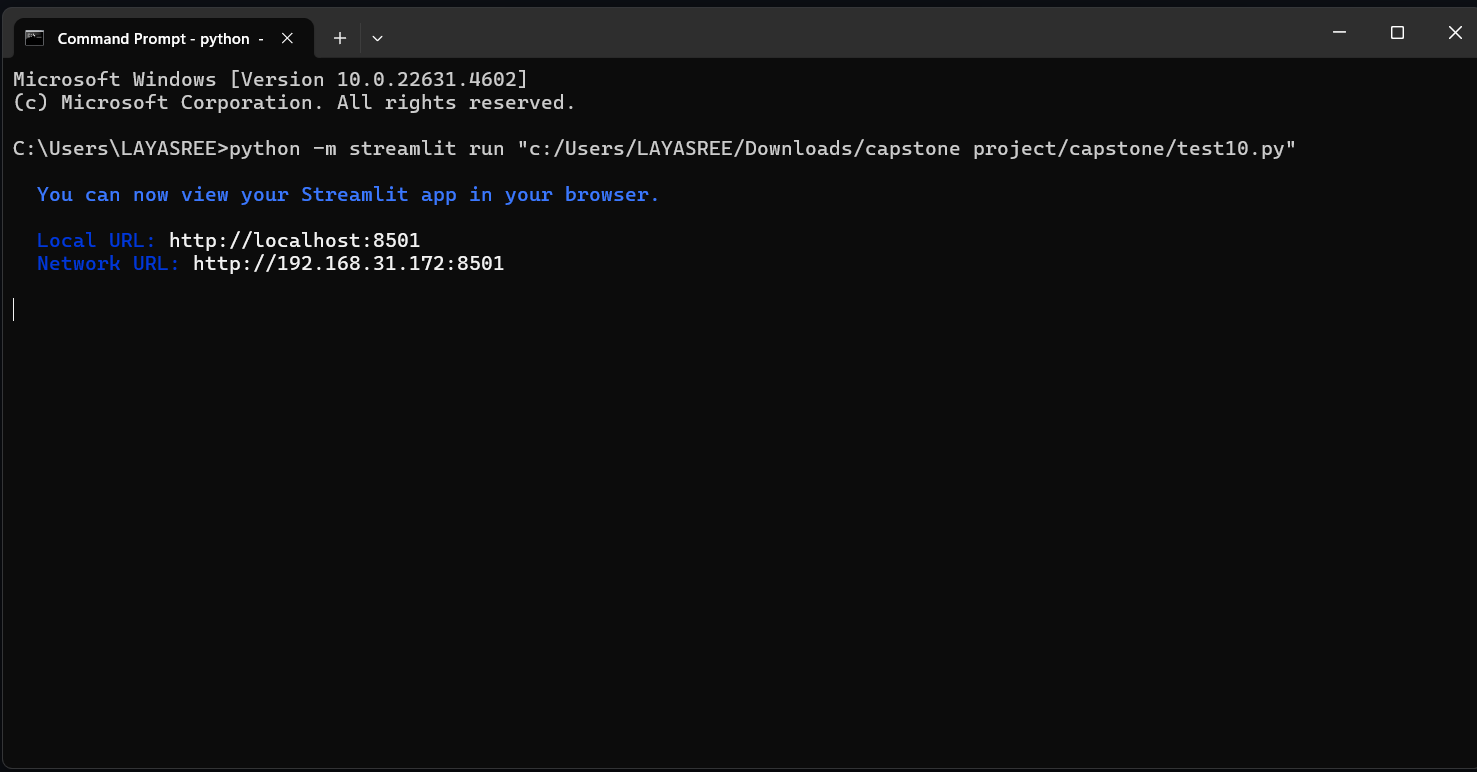 Command Prompt - python  -
Microsoft Windows [Version 10.0.22631.4602]
(c) Microsoft Corporation. All rights reserved.
C:\Users\LAYASREE>python -m streamlit run "c:/Users/LAYASREE/Downloads/capstone project/capstone/test10.py"
You can now view your Streamlit app in your browser.
Local URL: http://localhost:8501
Network URL: http://192.168.31.172:8501